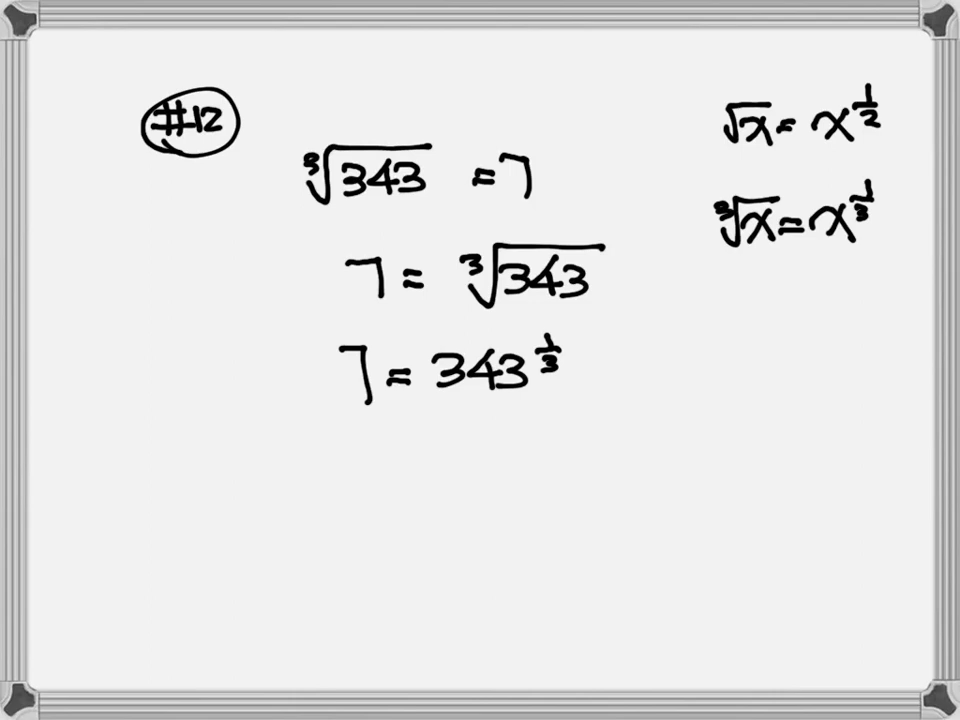 #12
∛343 = 7
7 = ∛343
7 = 343^(1/3)
√x = x^(1/2)
∛x = x^(1/3)